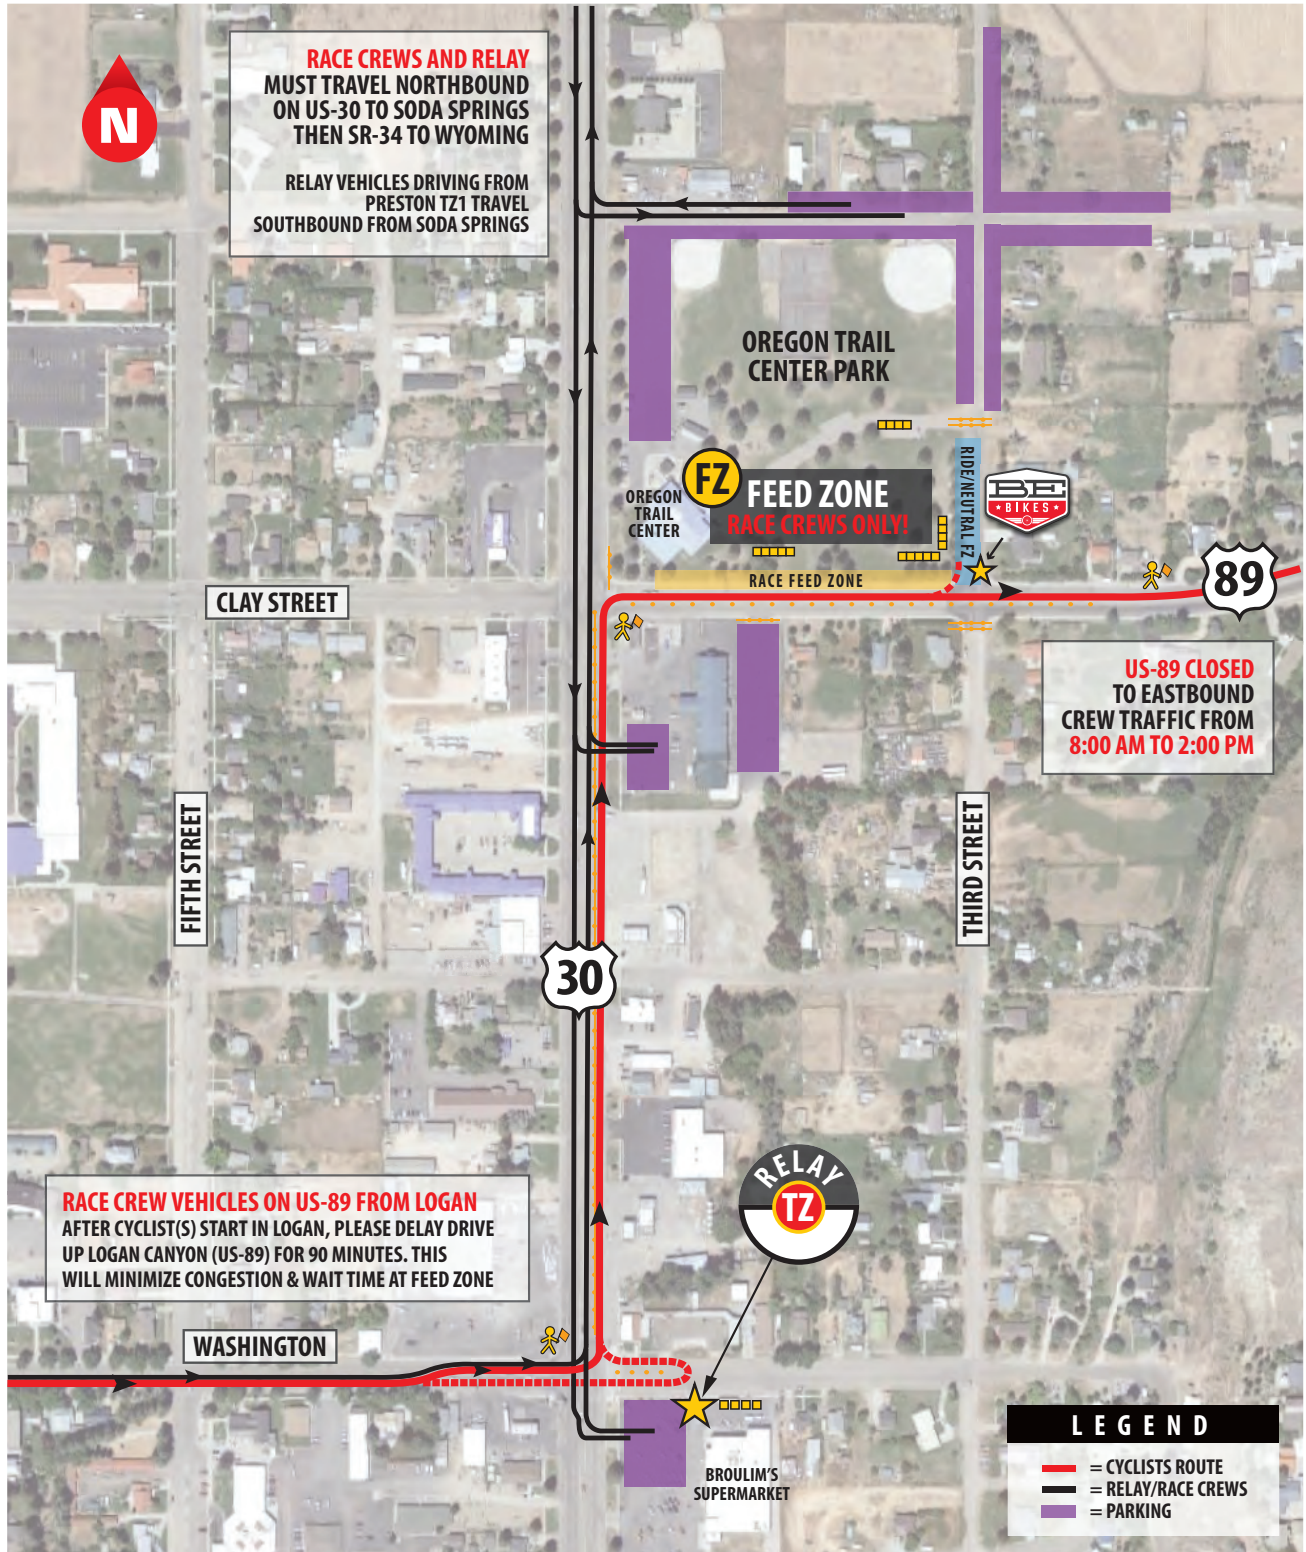 N
RACE CREWS AND RELAY
MUST TRAVEL NORTHBOUND
ON US-30 TO SODA SPRINGS
THEN SR-34 TO WYOMING
RELAY VEHICLES DRIVING FROM
PRESTON TZ1 TRAVEL
SOUTHBOUND FROM SODA SPRINGS
OREGON TRAIL
CENTER PARK
FZ
FEED ZONE
RACE CREWS ONLY!
OREGON
TRAIL
CENTER
RIDE/NEUTRAL FZ
BE
BIKES
RACE FEED ZONE
89
CLAY STREET
US-89 CLOSED
TO EASTBOUND
CREW TRAFFIC FROM
8:00 AM TO 2:00 PM
FIFTH STREET
THIRD STREET
30
RELAY
TZ
RACE CREW VEHICLES ON US-89 FROM LOGAN
AFTER CYCLIST(S) START IN LOGAN, PLEASE DELAY DRIVE
UP LOGAN CANYON (US-89) FOR 90 MINUTES. THIS
WILL MINIMIZE CONGESTION & WAIT TIME AT FEED ZONE
WASHINGTON
BROULIM'S
SUPERMARKET
LEGEND
= CYCLISTS ROUTE
= RELAY/RACE CREWS
= PARKING